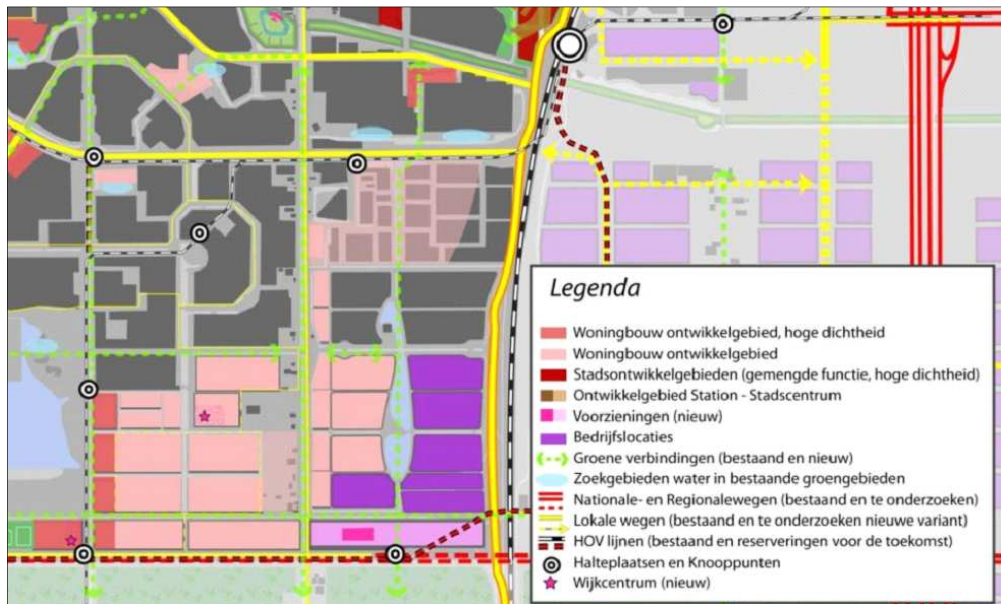 Legenda
Woningbouw ontwikkelgebied, hoge dichtheid
Woningbouw ontwikkelgebied
Stadsontwikkelgebieden (gemengde functie, hoge dichtheid)
Ontwikkelgebied Station - Stadscentrum
Voorzieningen (nieuw)
Bedrijfslocaties
Groene verbindingen (bestaand en nieuw)
Zoekgebieden water in bestaande groengebieden
Nationale- en Regionalewegen (bestaand en te onderzoeken)
Lokale wegen (bestaand en te onderzoeken nieuwe variant)
HOV lijnen (bestaand en reserveringen voor de toekomst)
Halteplaatsen en Knooppunten
Wijkcentrum (nieuw)